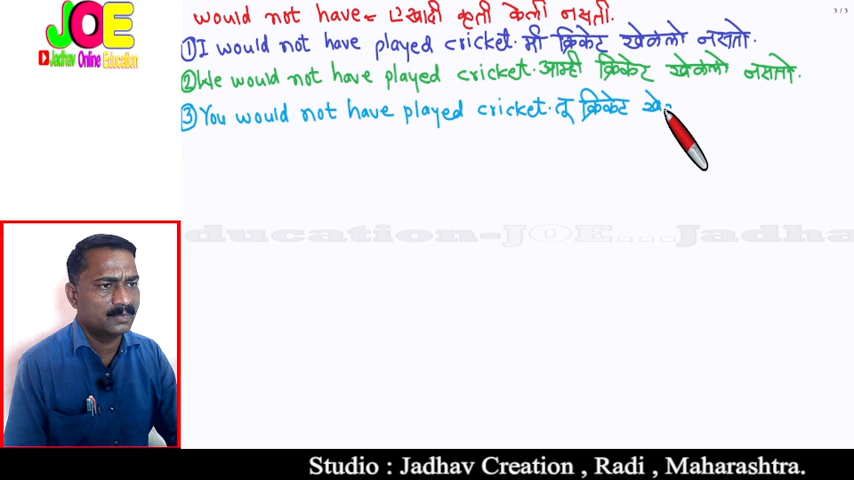 JOE
Jadhav Online Education
3/3
would not have = एखादी कृती केली नसती.
① I would not have played cricket. मी क्रिकेट खेळलो नसतो.
② We would not have played cricket. आम्ही क्रिकेट खेळलो नसतो.
③ You would not have played cricket. तू क्रिकेट खे
ducation-JOE...Jadha
Studio : Jadhav Creation , Radi , Maharashtra.